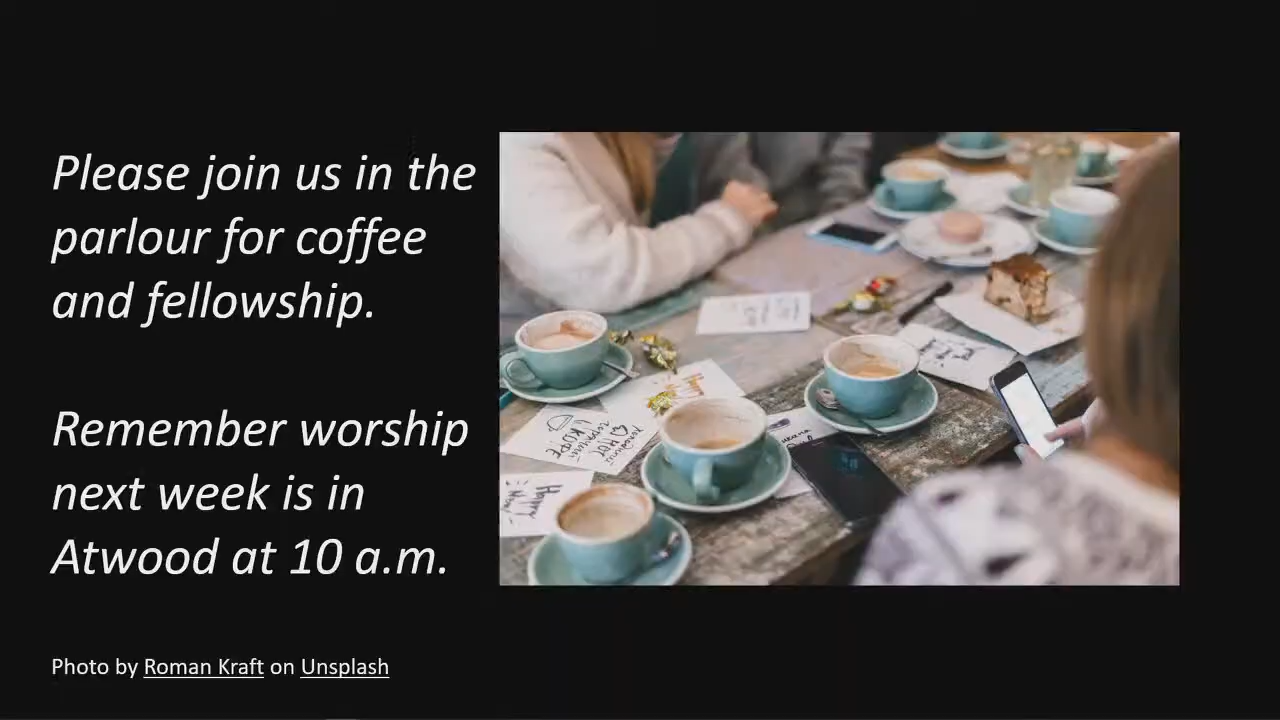 Please join us in the
parlour for coffee
and fellowship.
Remember worship
next week is in
Atwood at 10 a.m.
Photo by Roman Kraft on Unsplash